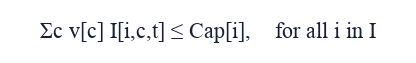 Σc v[c] I[i,c,t] ≤ Cap[i], for all i in I